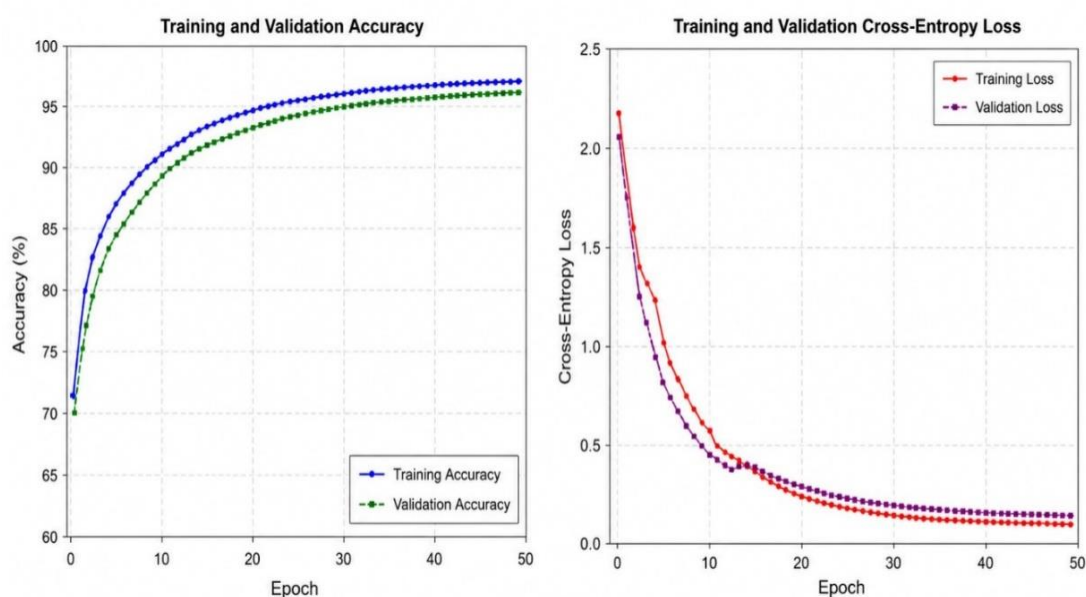 Training and Validation Accuracy
100
95
90
85
80
75
70
65
60
Accuracy (%)
0 10 20 30 40 50
Epoch
Training Accuracy
Validation Accuracy
Training and Validation Cross-Entropy Loss
2.5
2.0
1.5
1.0
0.5
0.0
Cross-Entropy Loss
0 10 20 30 40 50
Epoch
Training Loss
Validation Loss